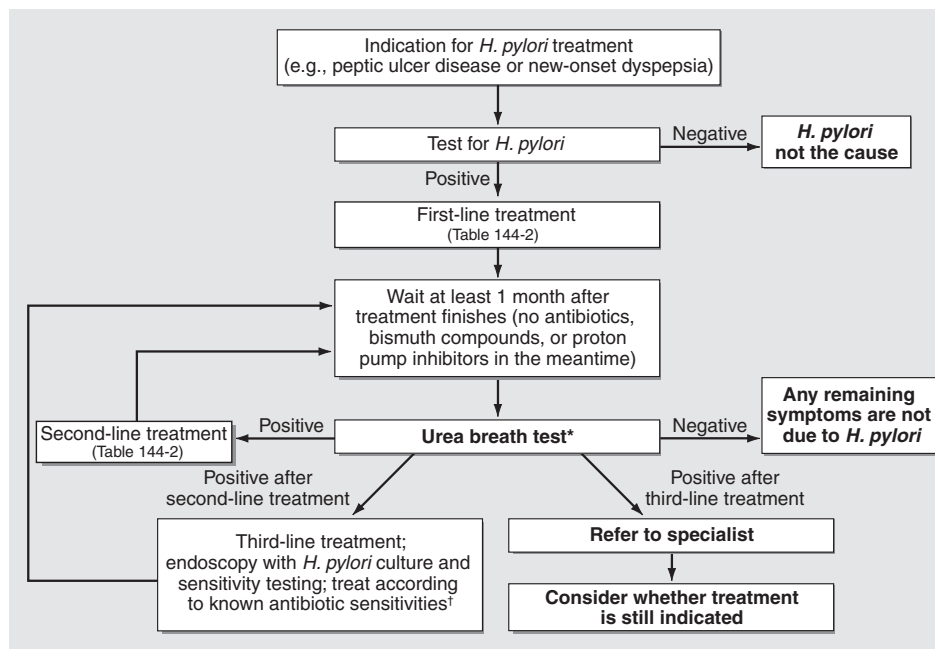 Indication for H. pylori treatment
(e.g., peptic ulcer disease or new-onset dyspepsia)
Test for H. pylori
Negative
H. pylori
not the cause
Positive
First-line treatment
(Table 144-2)
Wait at least 1 month after
treatment finishes (no antibiotics,
bismuth compounds, or proton
pump inhibitors in the meantime)
Second-line treatment
(Table 144-2)
Positive
Urea breath test*
Negative
Any remaining
symptoms are not
due to H. pylori
Positive after
second-line treatment
Positive after
third-line treatment
Third-line treatment;
endoscopy with H. pylori culture and
sensitivity testing; treat according
to known antibiotic sensitivities†
Refer to specialist
Consider whether treatment
is still indicated